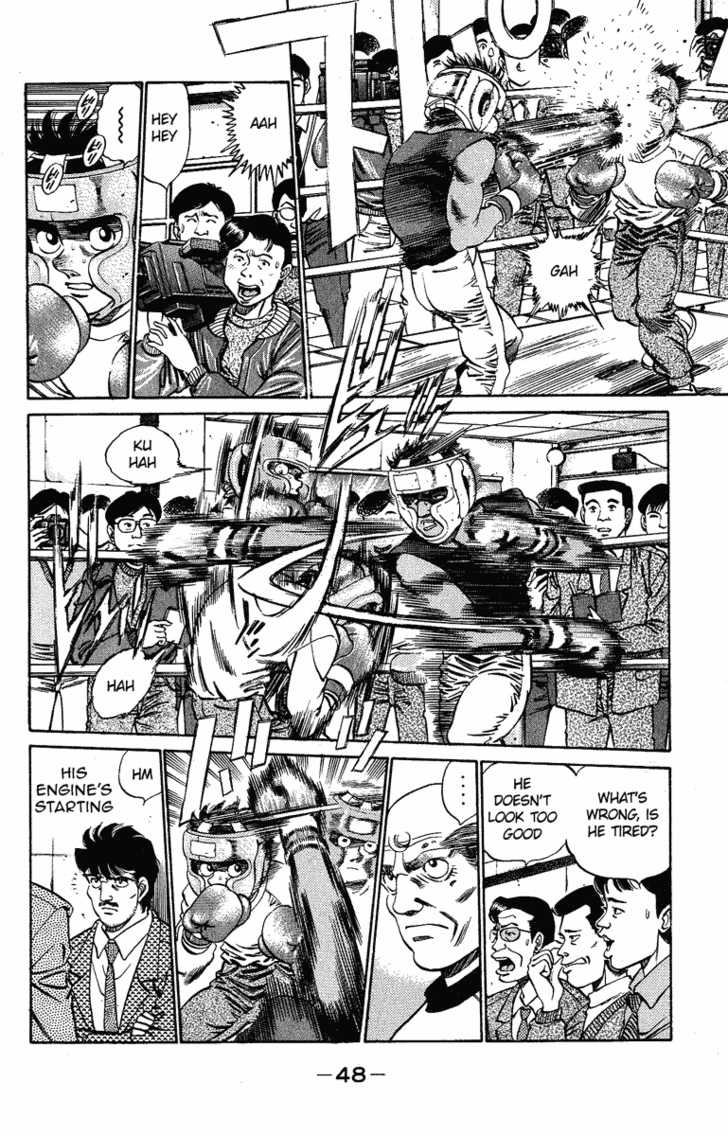 GAH
AAH
HEY
HEY
KU
HAH
HAH
WHAT'S
WRONG, IS
HE TIRED?
HE
DOESN'T
LOOK TOO
GOOD
....
HM
HIS
ENGINE'S
STARTING
—48—